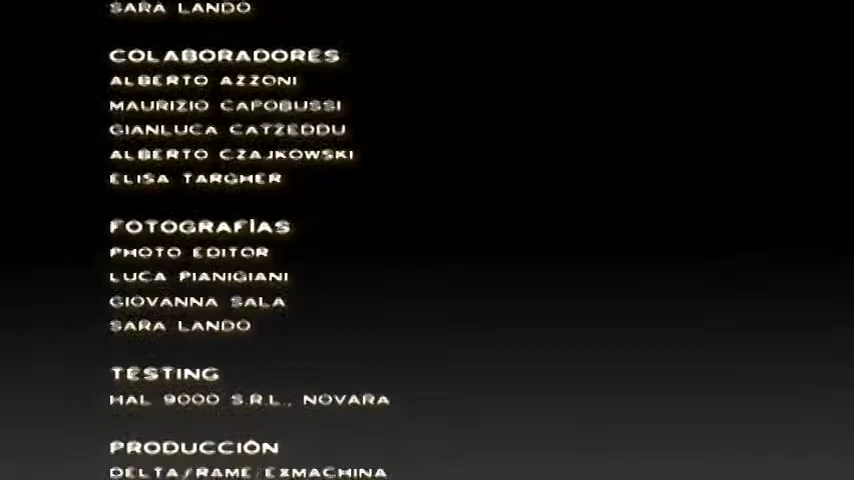 SARA LANDO
COLABORADORES
ALBERTO AZZONI
MAURIZIO CAPOBUSSI
GIANLUCA CATZEDDU
ALBERTO CZAJKOWSKI
ELISA TARGHER
FOTOGRAFÍAS
PHOTO EDITOR
LUCA PIANIGIANI
GIOVANNA SALA
SARA LANDO
TESTING
HAL 9000 S.R.L., NOVARA
PRODUCCIÓN
DELTA/RAME/EXMACHINA